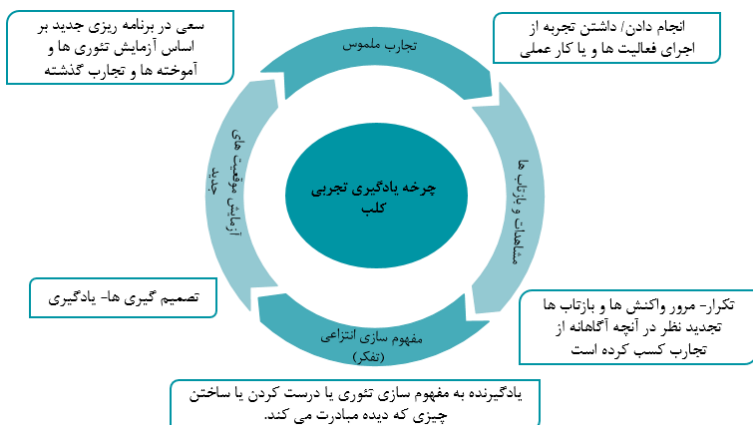 انجام دادن/ داشتن تجربه از
اجرای فعالیت ها و یا کار عملی
سعی در برنامه ریزی جدید بر
اساس آزمایش تئوری ها و
آموخته ها و تجارب گذشته
تجارب ملموس
مشاهدات و بازتاب ها
آزمایش موقعیت های
جدید
چرخه یادگیری تجربی
کلب
تکرار- مرور واکنش ها و بازتاب ها
تجدید نظر در آنچه آگاهانه از
تجارب کسب کرده است
تصمیم گیری ها- یادگیری
مفهوم سازی انتزاعی
(تفکر)
یادگیرنده به مفهوم سازی تئوری یا درست کردن یا ساختن
چیزی که دیده مبادرت می کند.